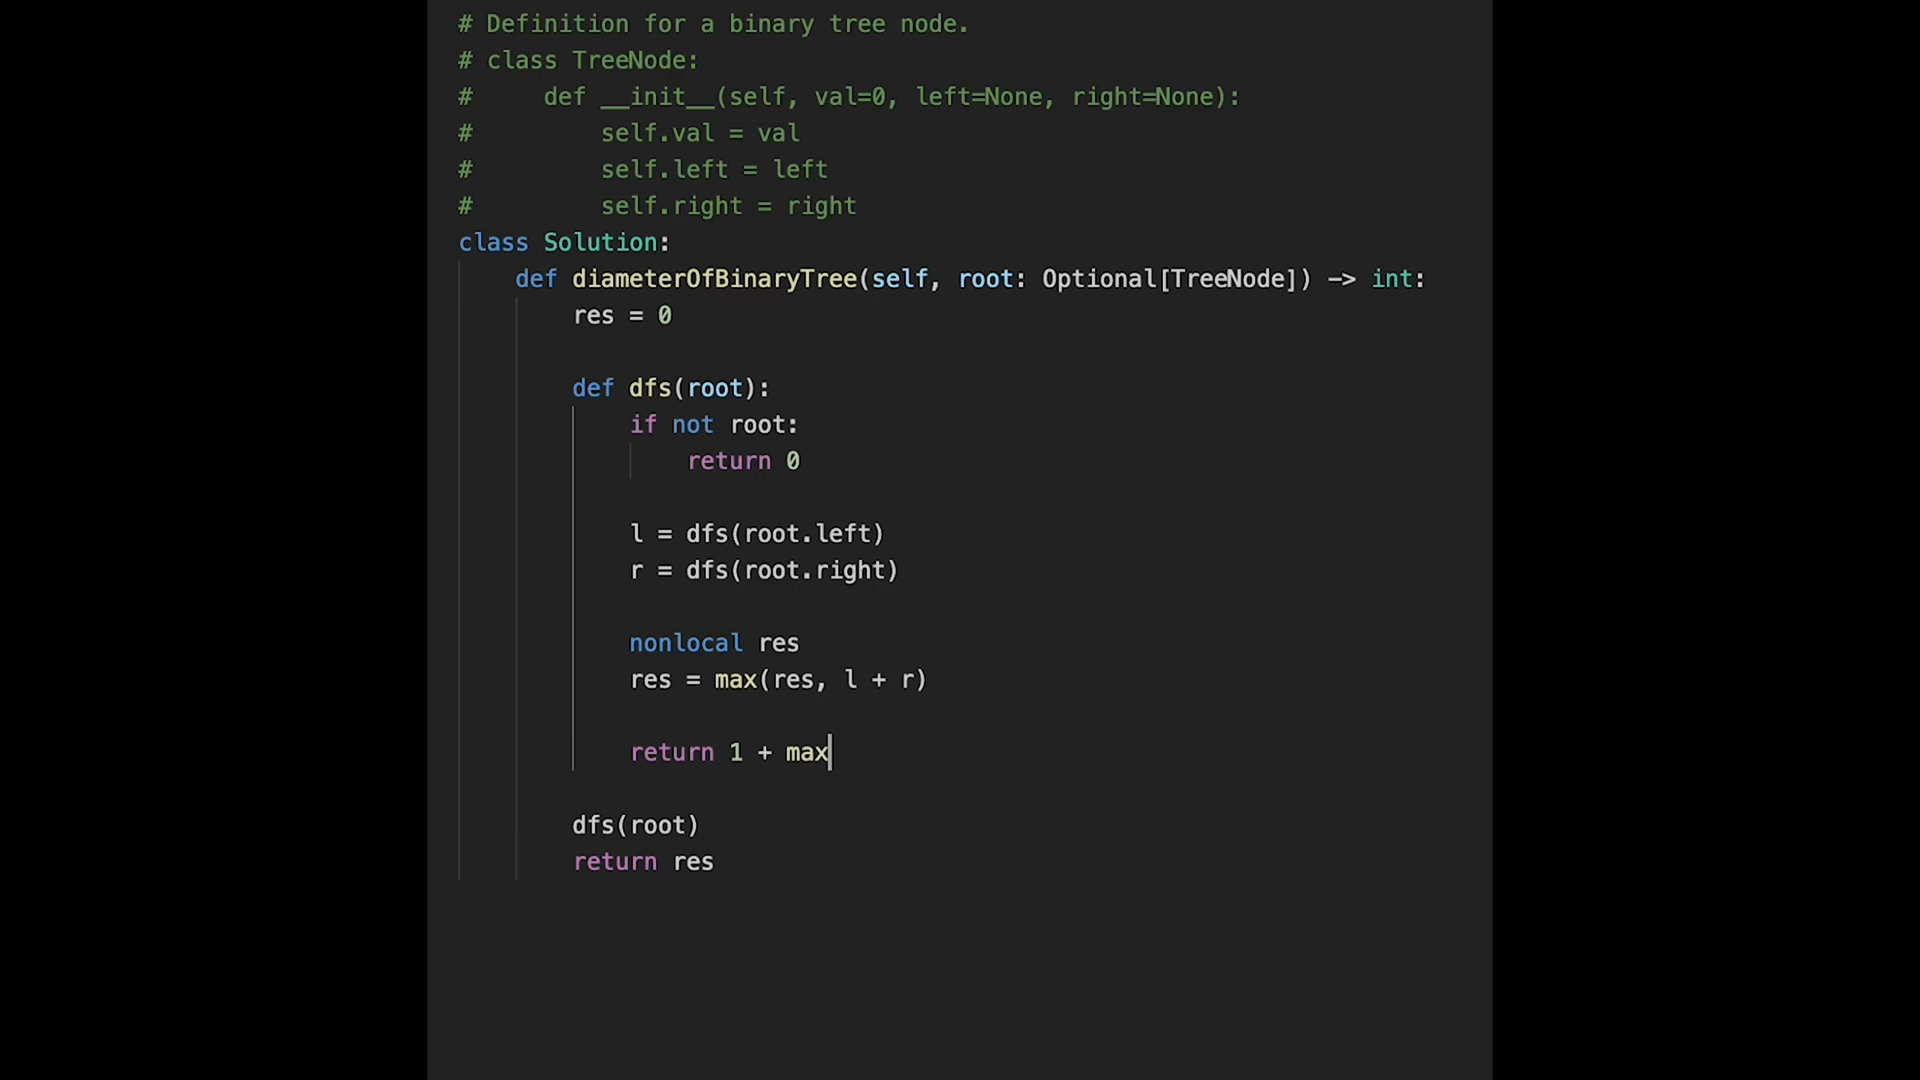 # Definition for a binary tree node.
# class TreeNode:
#     def __init__(self, val=0, left=None, right=None):
#         self.val = val
#         self.left = left
#         self.right = right
class Solution:
    def diameterOfBinaryTree(self, root: Optional[TreeNode]) -> int:
        res = 0

        def dfs(root):
            if not root:
                return 0

            l = dfs(root.left)
            r = dfs(root.right)

            nonlocal res
            res = max(res, l + r)

            return 1 + max

        dfs(root)
        return res